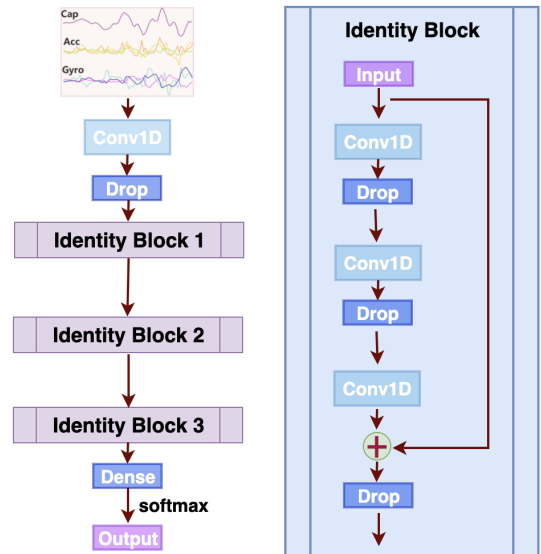 Cap
Acc
Gyro
Conv1D
Drop
Identity Block 1
Identity Block 2
Identity Block 3
Dense
softmax
Output
Identity Block
Input
Conv1D
Drop
Conv1D
Drop
Conv1D
+
Drop